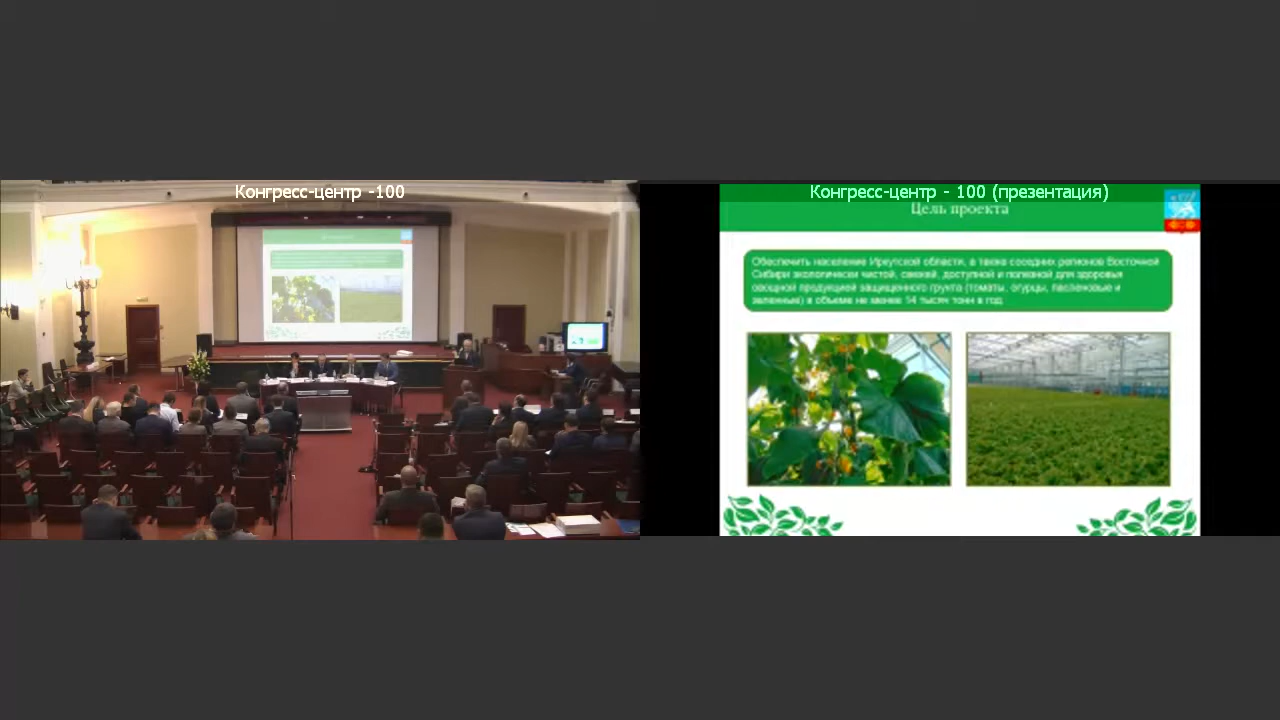 Конгресс-центр -100
Конгресс-центр - 100 (презентация)
Цель проекта
Обеспечить население Иркутской области, а также соседних регионов Восточной
Сибири экологически чистой, свежей, доступной и полезной для здоровья
овощной продукцией защищенного грунта (томаты, огурцы, пасленовые и
зеленные) в объеме не менее 14 тысяч тонн в год.